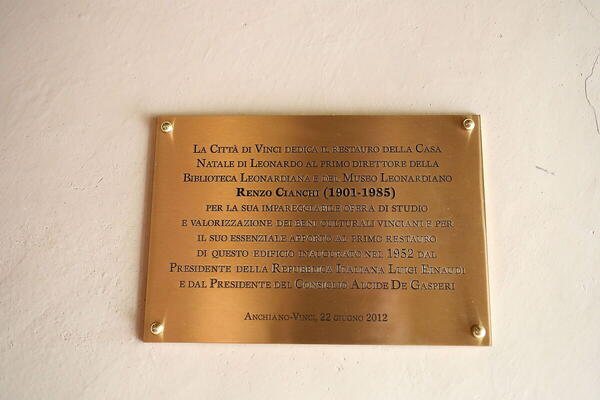 La Città di Vinci dedica il restauro della Casa
Natale di Leonardo al primo direttore della
Biblioteca Leonardiana e del Museo Leonardiano
Renzo Cianchi (1901-1985)
per la sua impareggiabile opera di studio
e valorizzazione dei beni culturali vinciani e per
il suo essenziale apporto al primo restauro
di questo edificio inaugurato nel 1952 dal
Presidente della Repubblica Italiana Luigi Einaudi
e dal Presidente del Consiglio Alcide De Gasperi
Anchiano-Vinci, 22 giugno 2012